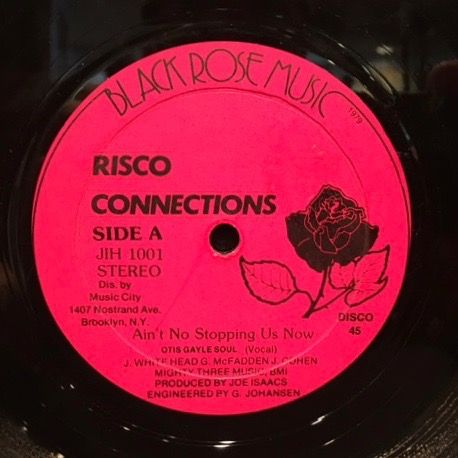 BLACK ROSE MUSIC
1979
RISCO
CONNECTIONS
SIDE A
JIH 1001
STEREO
Dis. by
Music City
1407 Nostrand Ave.
Brooklyn, N.Y.
DISCO
45
Ain't No Stopping Us Now
OTIS GAYLE SOUL (Vocal)
J. WHITEHEAD G. McFADDEN J. COHEN
MIGHTY THREE MUSIC, BMI
PRODUCED BY JOE ISAACS
ENGINEERED BY G. JOHANSEN